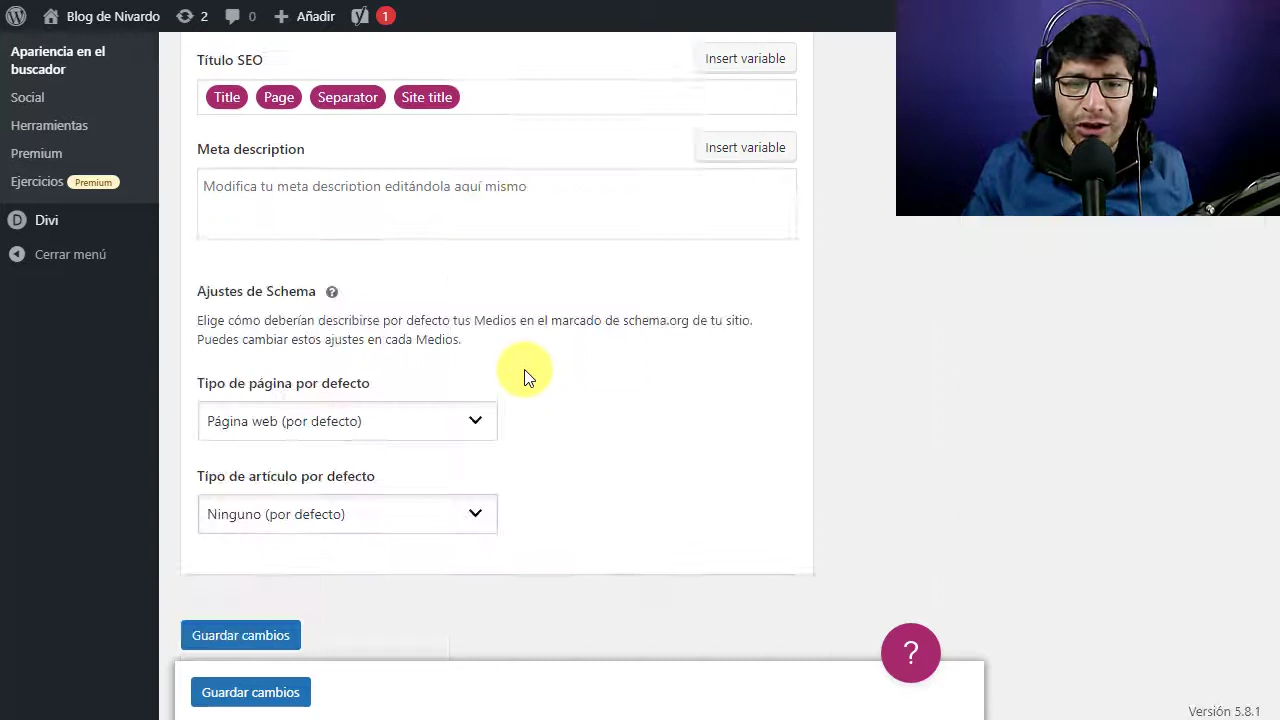 Blog de Nivardo
2
0
Añadir
1
Apariencia en el
buscador
Social
Herramientas
Premium
Ejercicios Premium
D Divi
Cerrar menú
Título SEO
Insert variable
Title Page Separator Site title
Meta description
Insert variable
Modifica tu meta description editándola aquí mismo
Ajustes de Schema ?
Elige cómo deberían describirse por defecto tus Medios en el marcado de schema.org de tu sitio.
Puedes cambiar estos ajustes en cada Medios.
Tipo de página por defecto
Página web (por defecto)
Tipo de artículo por defecto
Ninguno (por defecto)
Guardar cambios
?
Guardar cambios
Versión 5.8.1